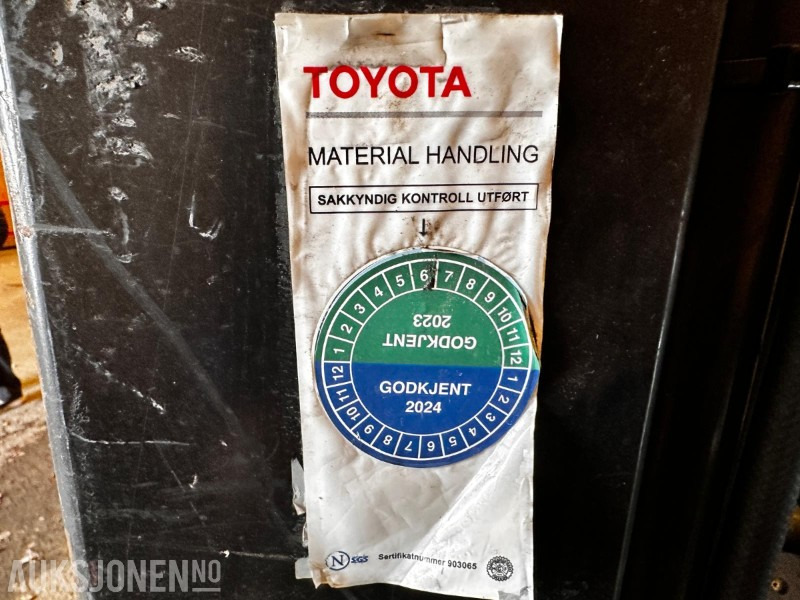 TOYOTA
MATERIAL HANDLING
SAKKYNDIG KONTROLL UTFØRT
1 2 3 4 5 6 7 8 9 10 11 12
GODKJENT
2023
GODKJENT
2024
1 2 3 4 5 6 7 8 9 10 11 12
N SGS Sertifikatnummer 903065
AUKSJONEN.NO